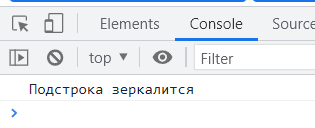 Elements Console Source
top Filter
Подстрока зеркалится